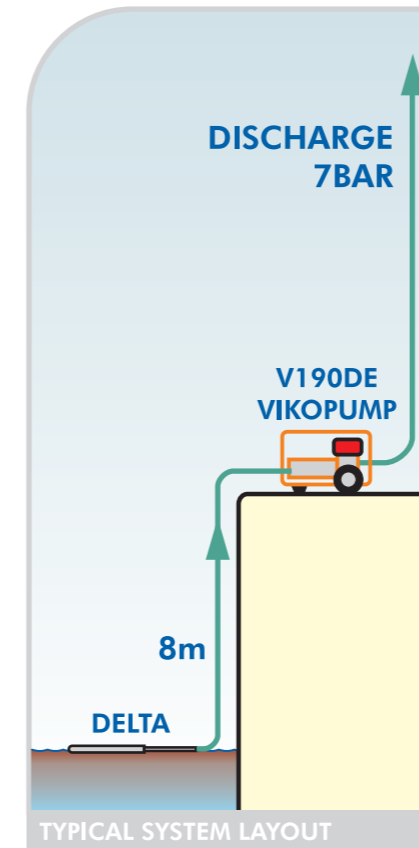 DISCHARGE
7BAR
V190DE
VIKOPUMP
8m
DELTA
TYPICAL SYSTEM LAYOUT